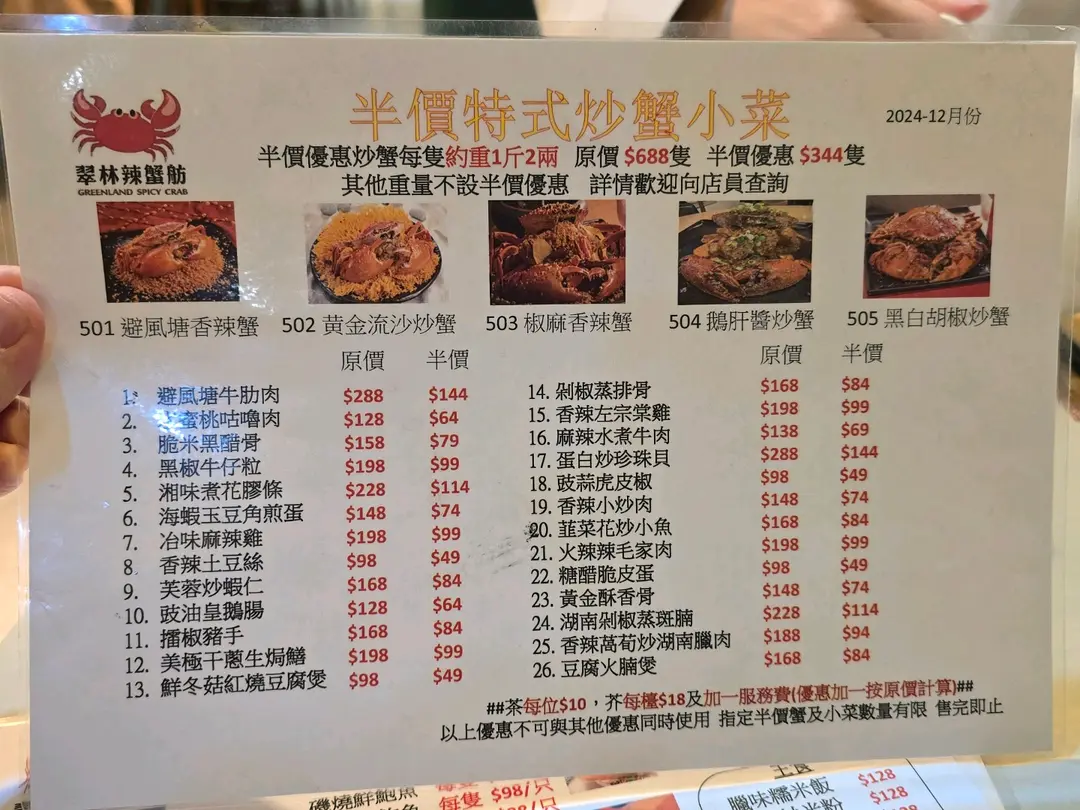 半價特式炒蟹小菜
2024-12月份
翠林辣蟹舫
GREENLAND SPICY CRAB
半價優惠炒蟹每隻約重1斤2兩 原價 $688隻 半價優惠 $344隻
其他重量不設半價優惠 詳情歡迎向店員查詢
501 避風塘香辣蟹
502 黃金流沙炒蟹
503 椒麻香辣蟹
504 鵝肝醬炒蟹
505 黑白胡椒炒蟹
原價 半價
1. 避風塘牛肋肉 $288 $144
2. 蜜桃咕嚕肉 $128 $64
3. 脆米黑醋骨 $158 $79
4. 黑椒牛仔粒 $198 $99
5. 湘味煮花膠條 $228 $114
6. 海蝦玉豆角煎蛋 $148 $74
7. 冶味麻辣雞 $198 $99
8. 香辣土豆絲 $98 $49
9. 芙蓉炒蝦仁 $168 $84
10. 豉油皇鵝腸 $128 $64
11. 擂椒豬手 $168 $84
12. 美極干蔥生焗鱔 $198 $99
13. 鮮冬菇紅燒豆腐煲 $98 $49
原價 半價
14. 剁椒蒸排骨 $168 $84
15. 香辣左宗棠雞 $198 $99
16. 麻辣水煮牛肉 $138 $69
17. 蛋白炒珍珠貝 $288 $144
18. 豉蒜虎皮椒 $98 $49
19. 香辣小炒肉 $148 $74
20. 韮菜花炒小魚 $168 $84
21. 火辣辣毛家肉 $198 $99
22. 糖醋脆皮蛋 $98 $49
23. 黃金酥香骨 $148 $74
24. 湖南剁椒蒸斑腩 $228 $114
25. 香辣萵筍炒湖南臘肉 $188 $94
26. 豆腐火腩煲 $168 $84
##茶每位$10，芥每檯$18及加一服務費(優惠加一按原價計算)##
以上優惠不可與其他優惠同時使用 指定半價蟹及小菜數量有限 售完即止
磯燒鮮鮑魚 每隻 $98/只
每隻
主食
臘味糯米飯 $128
$128